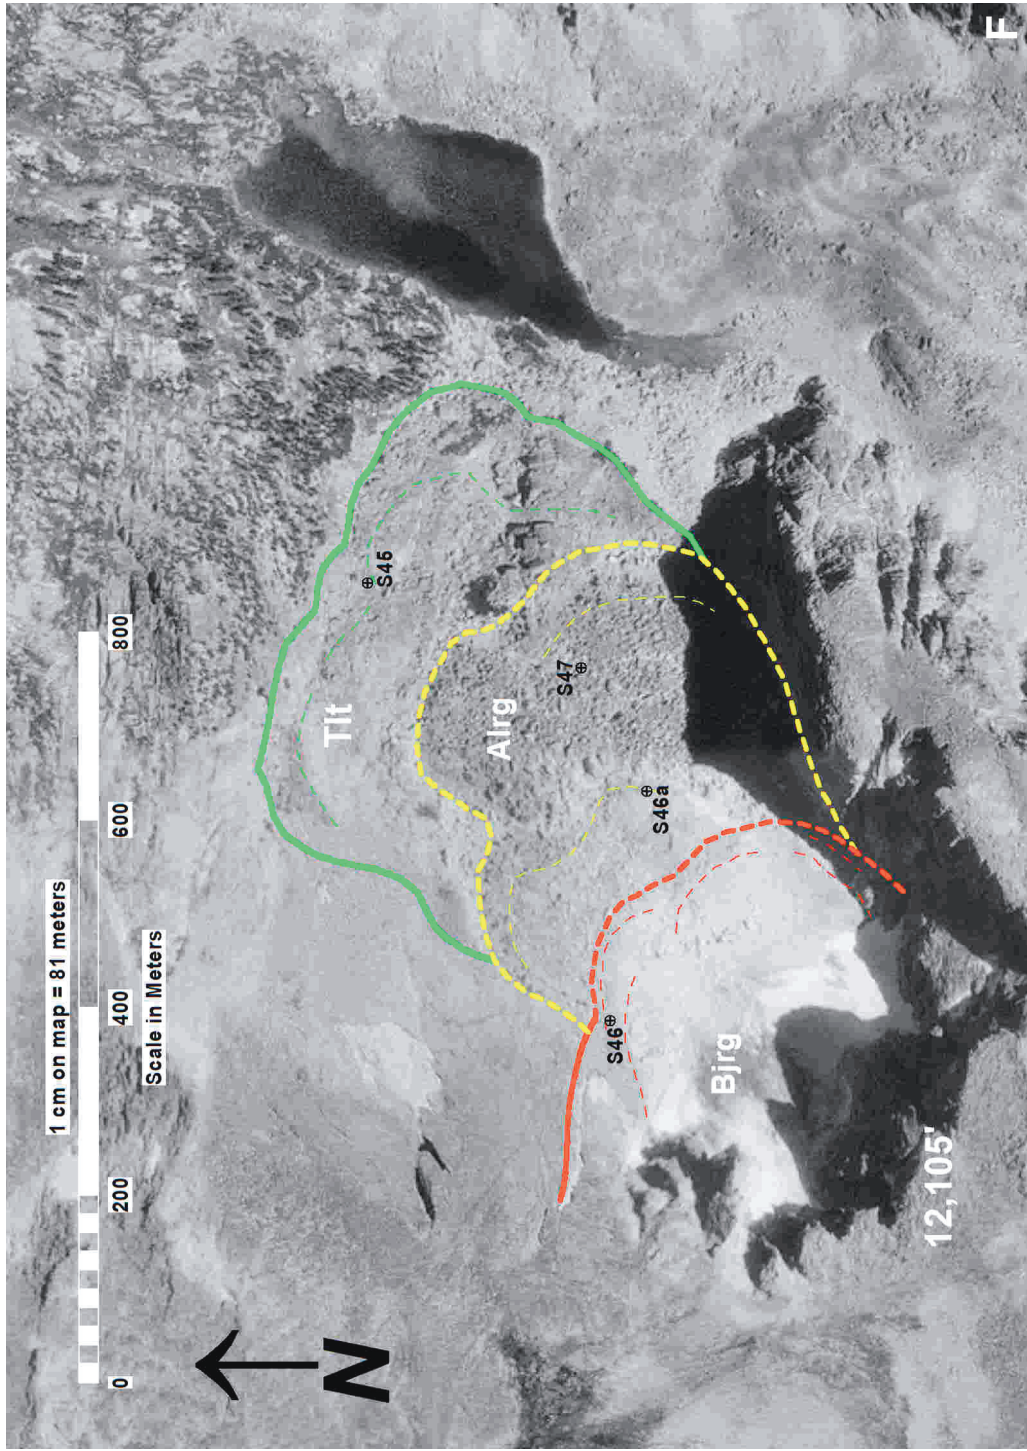 F
1 cm on map = 81 meters
0 200 400 600 800
Scale in Meters
N
S45
Tlt
Alrg
S47
S46a
S46
Bjrg
12,105'